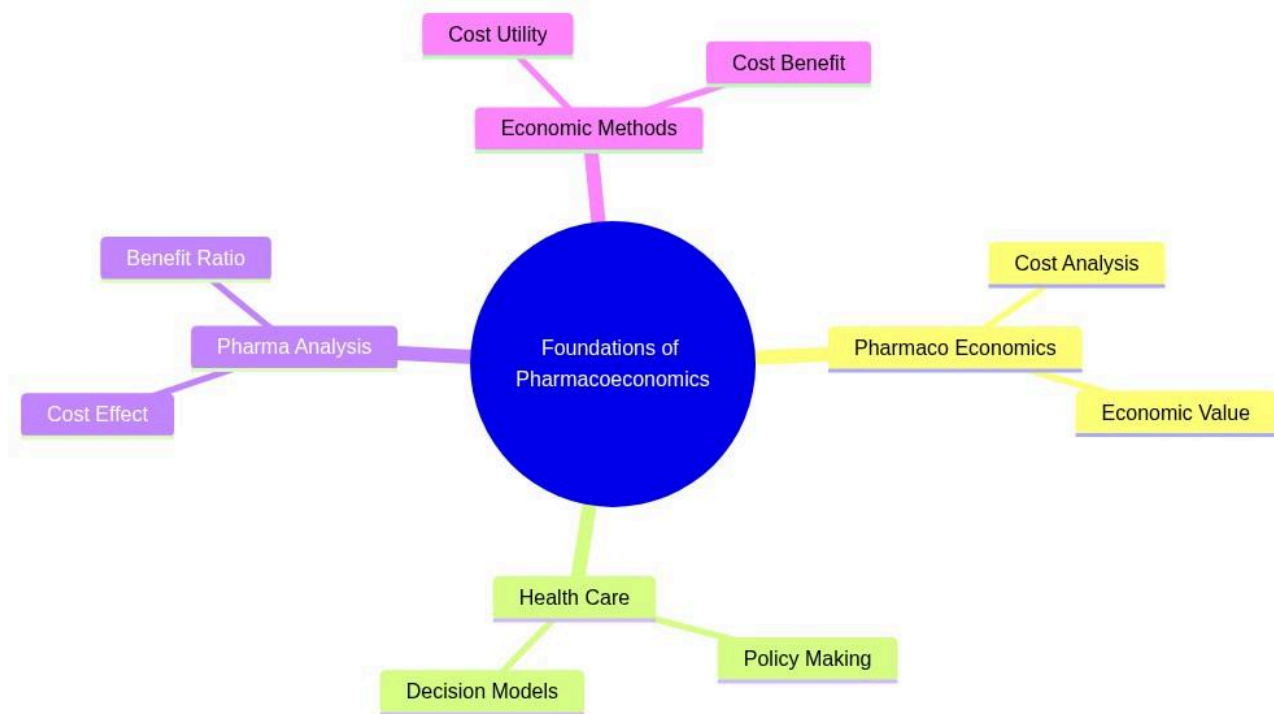 Cost Utility
Cost Benefit
Economic Methods
Benefit Ratio
Cost Analysis
Pharma Analysis
Foundations of
Pharmacoeconomics
Pharmaco Economics
Cost Effect
Economic Value
Health Care
Policy Making
Decision Models